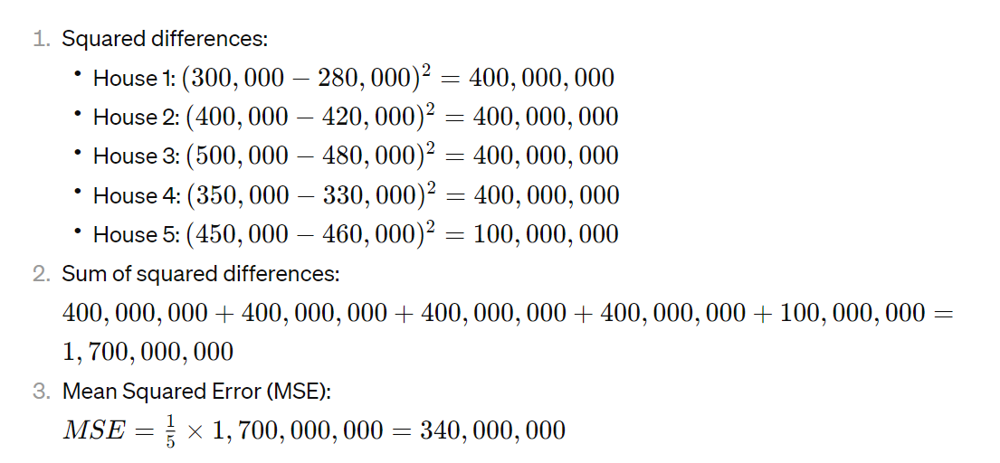 1. Squared differences:
• House 1: (300,000 − 280,000)² = 400,000,000
• House 2: (400,000 − 420,000)² = 400,000,000
• House 3: (500,000 − 480,000)² = 400,000,000
• House 4: (350,000 − 330,000)² = 400,000,000
• House 5: (450,000 − 460,000)² = 100,000,000
2. Sum of squared differences:
400,000,000 + 400,000,000 + 400,000,000 + 400,000,000 + 100,000,000 =
1,700,000,000
3. Mean Squared Error (MSE):
MSE = 1/5 × 1,700,000,000 = 340,000,000